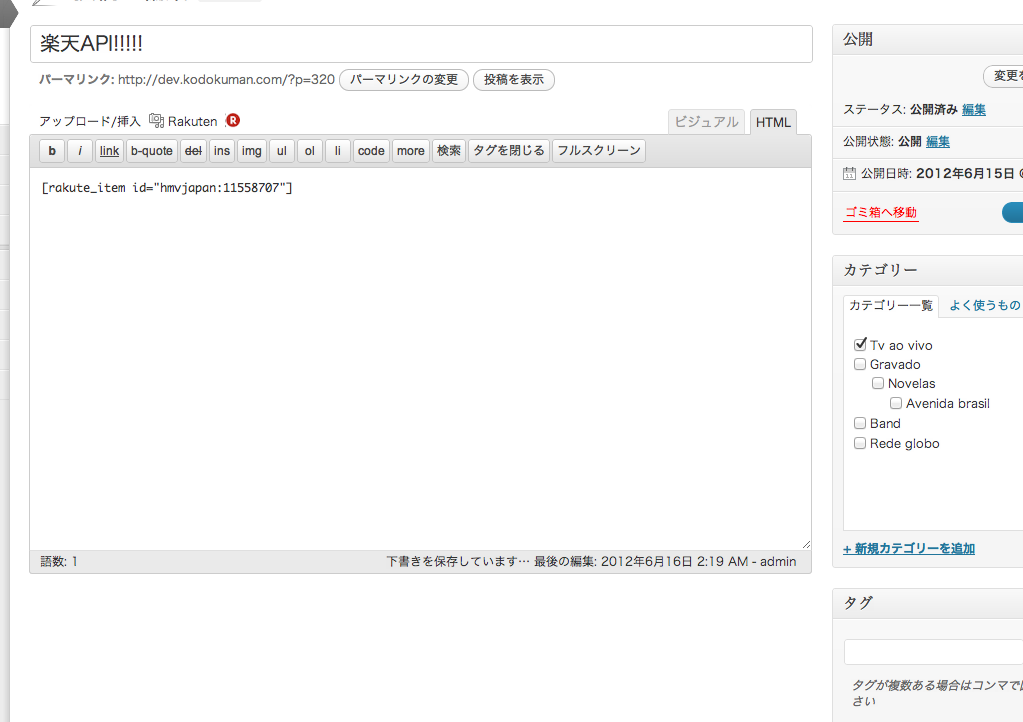 楽天API!!!!!
パーマリンク: http://dev.kodokuman.com/?p=320 パーマリンクの変更 投稿を表示
アップロード/挿入 Rakuten R
ビジュアル HTML
b i link b-quote del ins img ul ol li code more 検索 タグを閉じる フルスクリーン
[rakute_item id="hmvjapan:11558707"]
語数: 1 下書きを保存しています… 最後の編集: 2012年6月16日 2:19 AM - admin
公開
変更を
ステータス: 公開済み 編集
公開状態: 公開 編集
公開日時: 2012年6月15日 @
ゴミ箱へ移動
カテゴリー
カテゴリー一覧 よく使うもの
Tv ao vivo
Gravado
Novelas
Avenida brasil
Band
Rede globo
+ 新規カテゴリーを追加
タグ
タグが複数ある場合はコンマで
さい